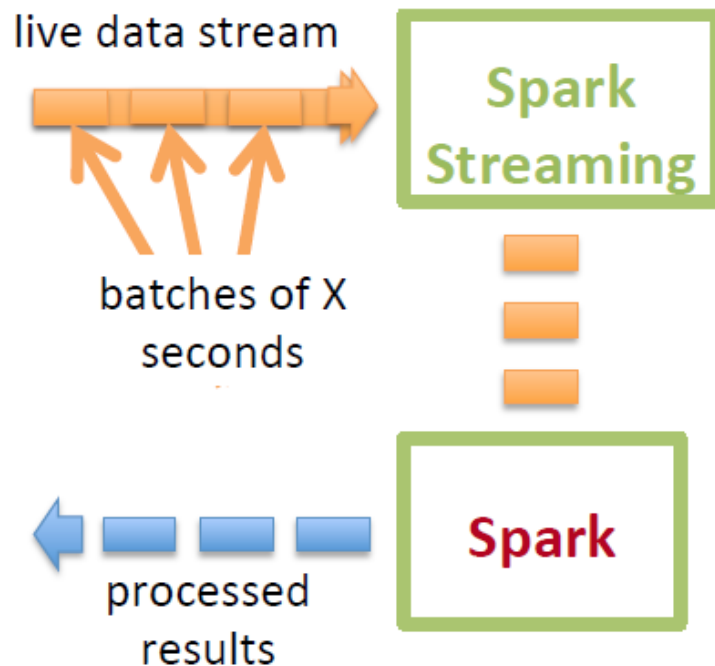 live data stream
Spark
Streaming
batches of X
seconds
Spark
processed
results